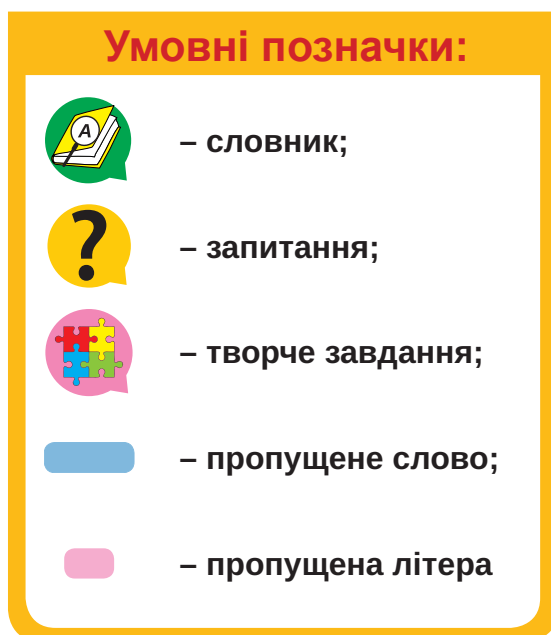 Умовні позначки:
A
– словник;
?
– запитання;
– творче завдання;
– пропущене слово;
– пропущена літера